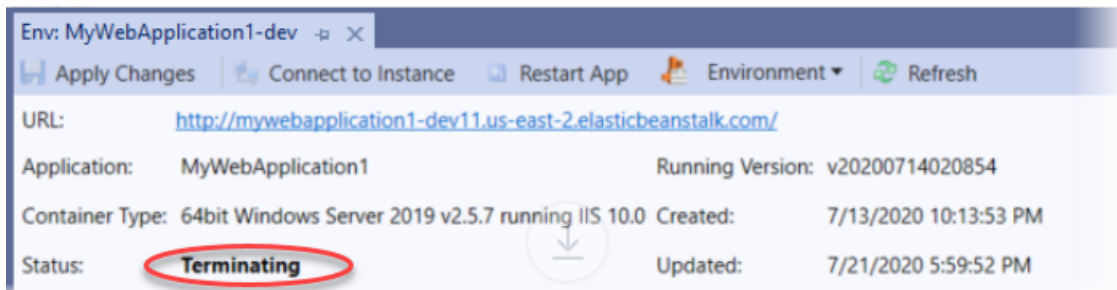 Env: MyWebApplication1-dev
Apply Changes Connect to Instance Restart App Environment Refresh
URL: http://mywebapplication1-dev11.us-east-2.elasticbeanstalk.com/
Application: MyWebApplication1 Running Version: v20200714020854
Container Type: 64bit Windows Server 2019 v2.5.7 running IIS 10.0 Created: 7/13/2020 10:13:53 PM
Status: Terminating Updated: 7/21/2020 5:59:52 PM